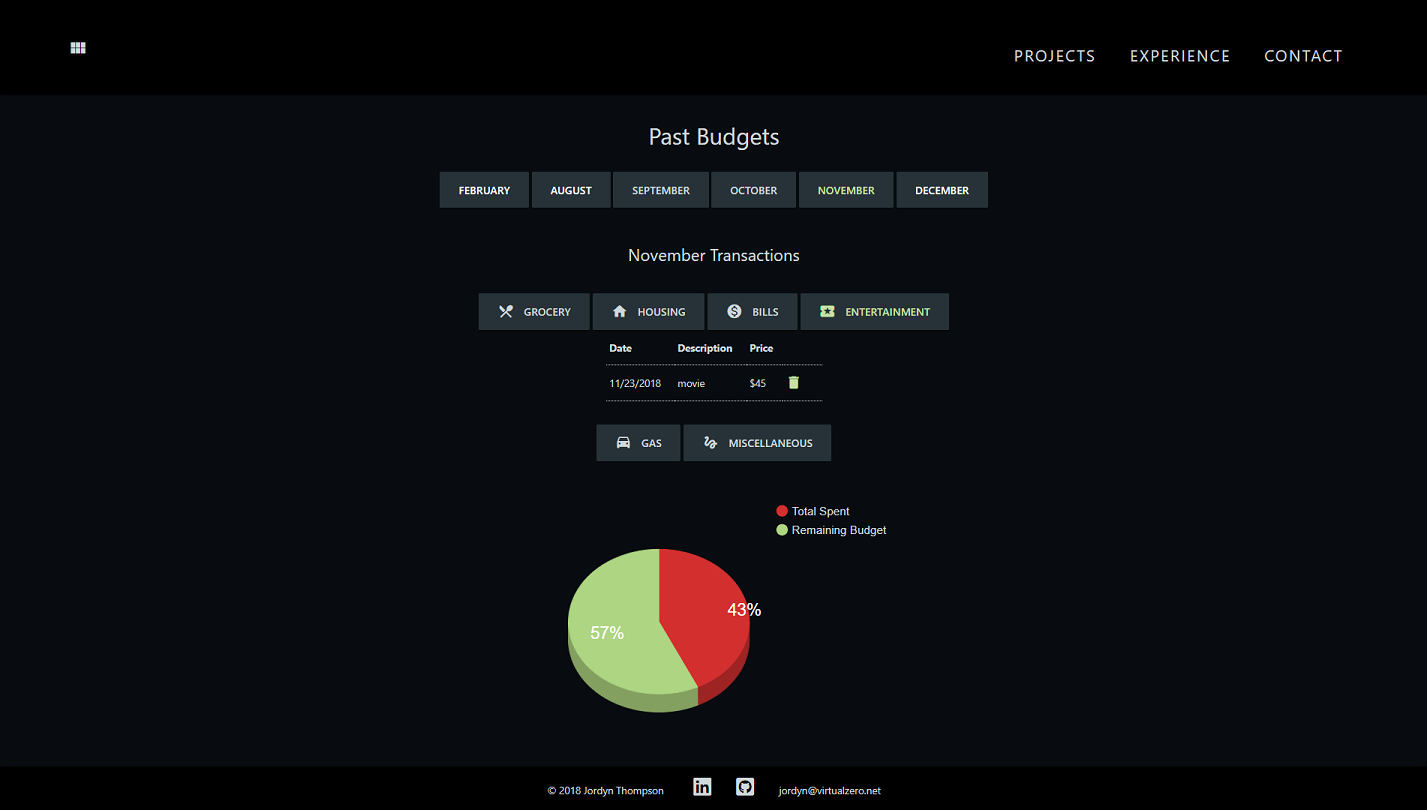 PROJECTS EXPERIENCE CONTACT
Past Budgets
FEBRUARY AUGUST SEPTEMBER OCTOBER NOVEMBER DECEMBER
November Transactions
GROCERY HOUSING BILLS ENTERTAINMENT
Date Description Price
11/23/2018 movie $45
GAS MISCELLANEOUS
Total Spent
Remaining Budget
43%
57%
© 2018 Jordyn Thompson in jordyn@virtualzero.net